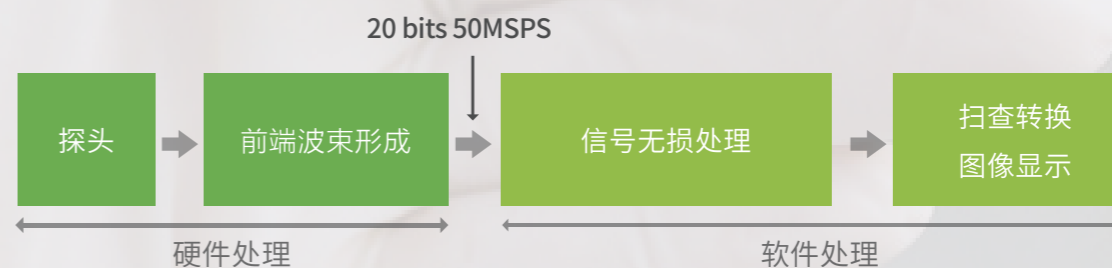 20 bits 50MSPS
探头
前端波束形成
信号无损处理
扫查转换
图像显示
硬件处理
软件处理